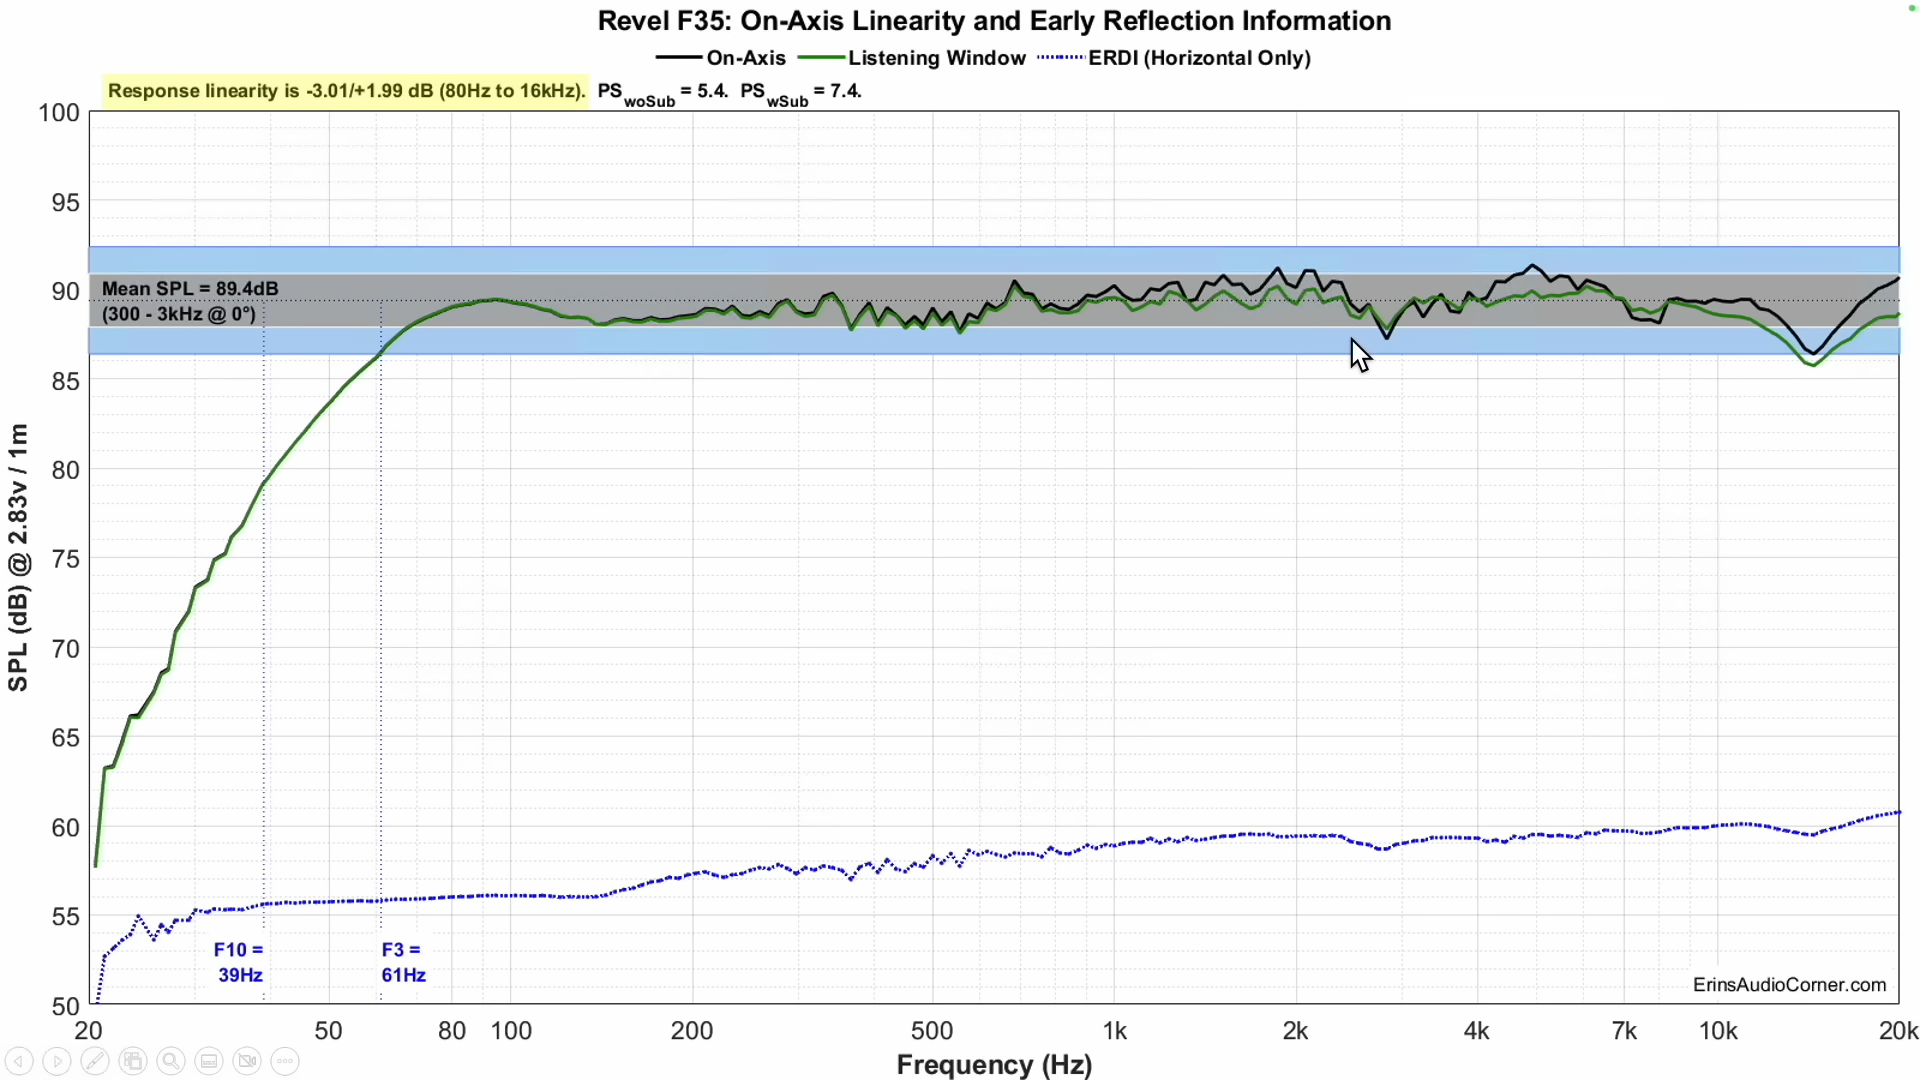 Revel F35: On-Axis Linearity and Early Reflection Information
On-Axis Listening Window ERDI (Horizontal Only)
Response linearity is -3.01/+1.99 dB (80Hz to 16kHz). PS woSub = 5.4. PS wSub = 7.4.
100
95
90
85
80
75
70
65
60
55
50
Mean SPL = 89.4dB
(300 - 3kHz @ 0°)
SPL (dB) @ 2.83v / 1m
F10 =
39Hz
F3 =
61Hz
ErinsAudioCorner.com
20 50 80 100 200 500 1k 2k 4k 7k 10k 20k
Frequency (Hz)